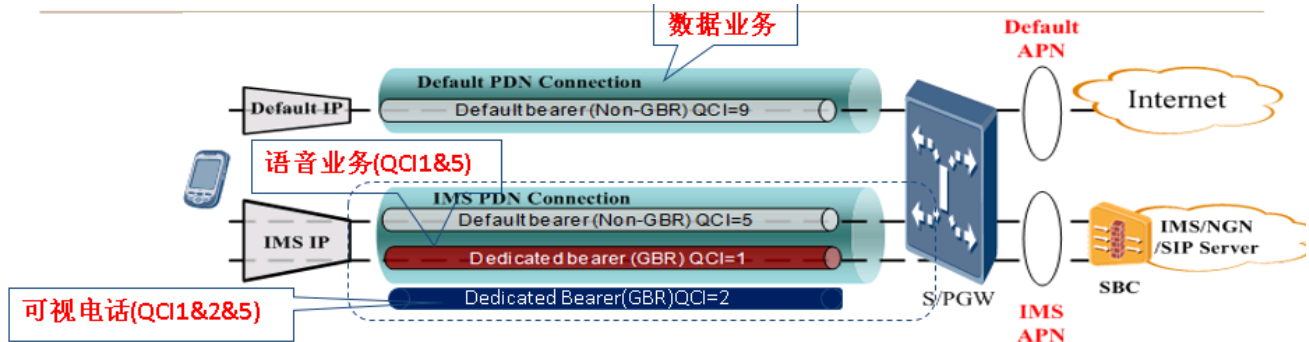 数据业务
Default
APN
Default PDN Connection
Default IP
Default bearer (Non-GBR) QCI=9
Internet
语音业务(QCI1&5)
IMS PDN Connection
Default bearer (Non-GBR) QCI=5
IMS IP
Dedicated bearer (GBR) QCI=1
IMS/NGN
/SIP Server
SBC
Dedicated Bearer(GBR)QCI=2
S/PGW
可视电话(QCI1&2&5)
IMS
APN